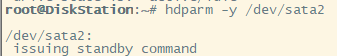 root@DiskStation:~# hdparm -y /dev/sata2
/dev/sata2:
issuing standby command